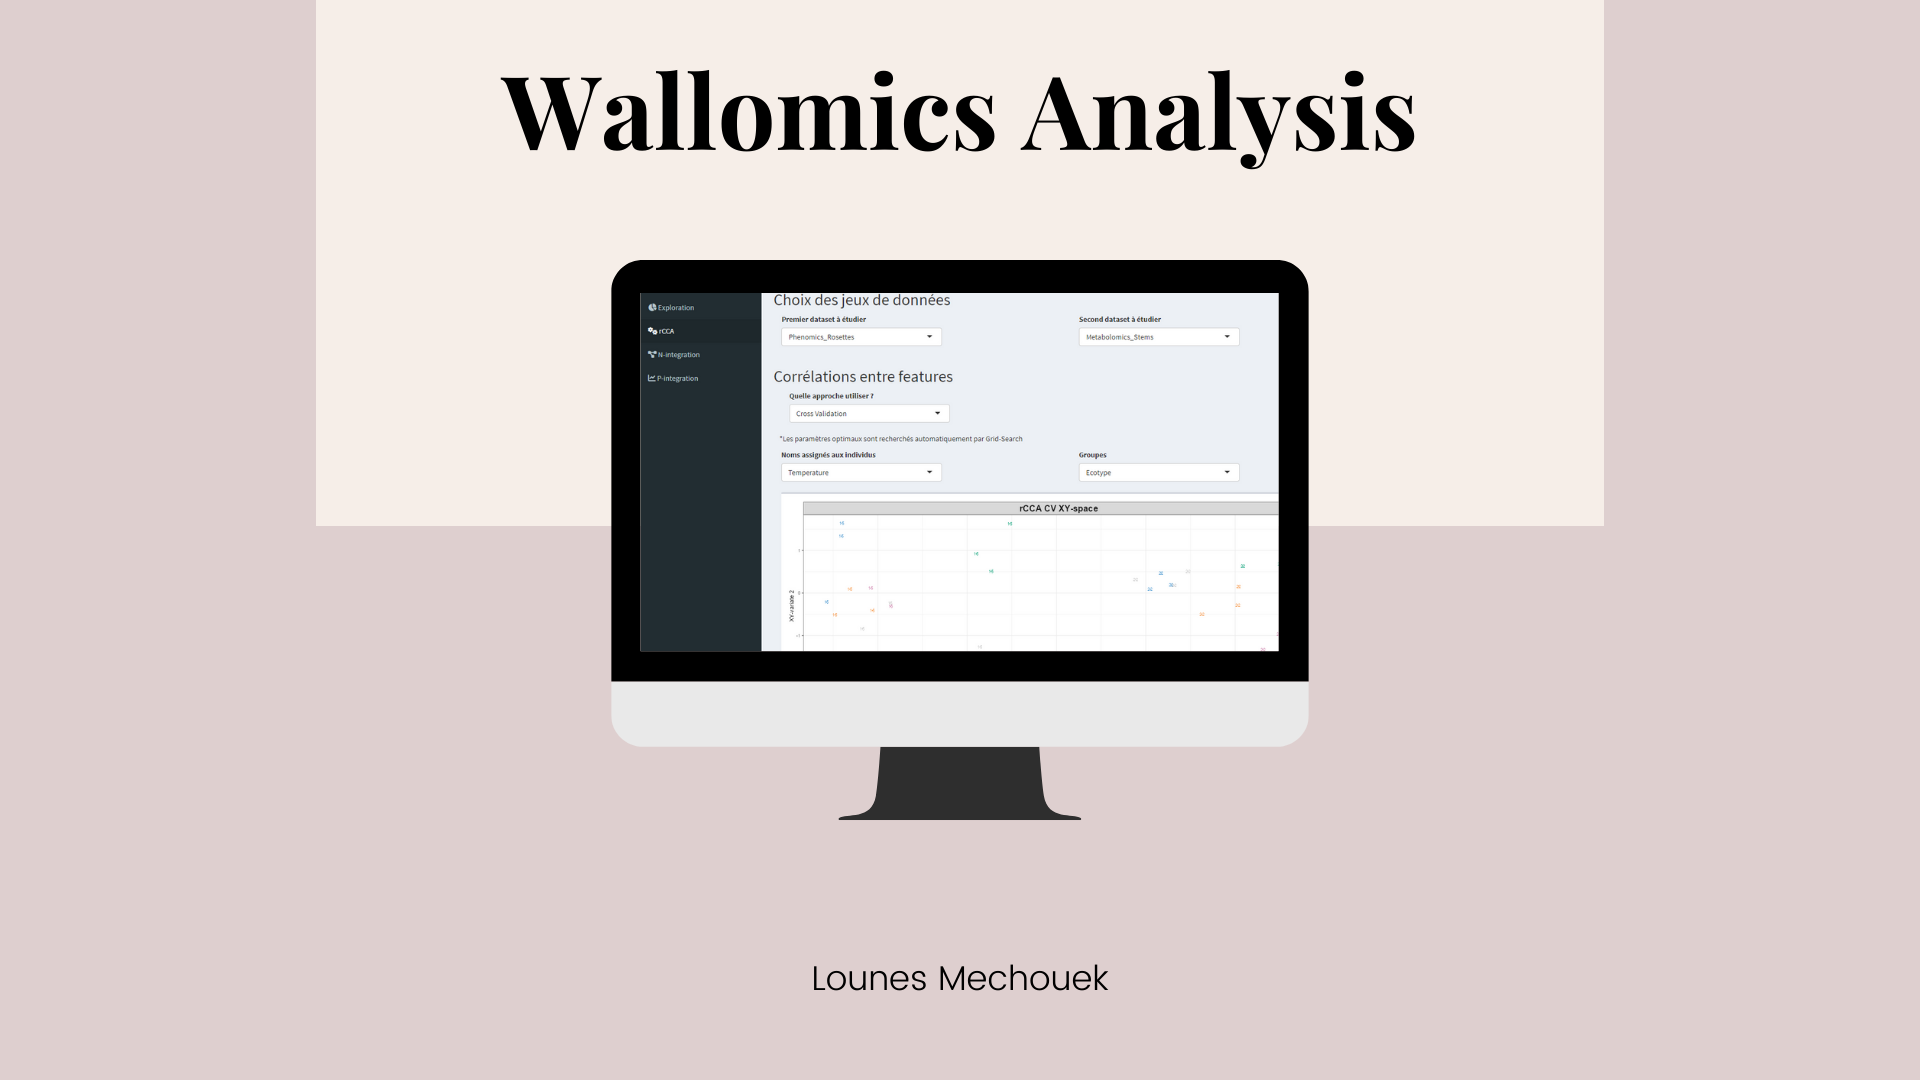 Wallomics Analysis
Exploration
rCCA
N-integration
P-integration
Choix des jeux de données
Premier dataset à étudier
Second dataset à étudier
Phenomics_Rosettes
Metabolomics_Stems
Corrélations entre features
Quelle approche utiliser ?
Cross Validation
*Les paramètres optimaux sont recherchés automatiquement par Grid-Search
Noms assignés aux individus
Groupes
Temperature
Ecotype
rCCA CV XY-space
XY-variate 2
Lounes Mechouek